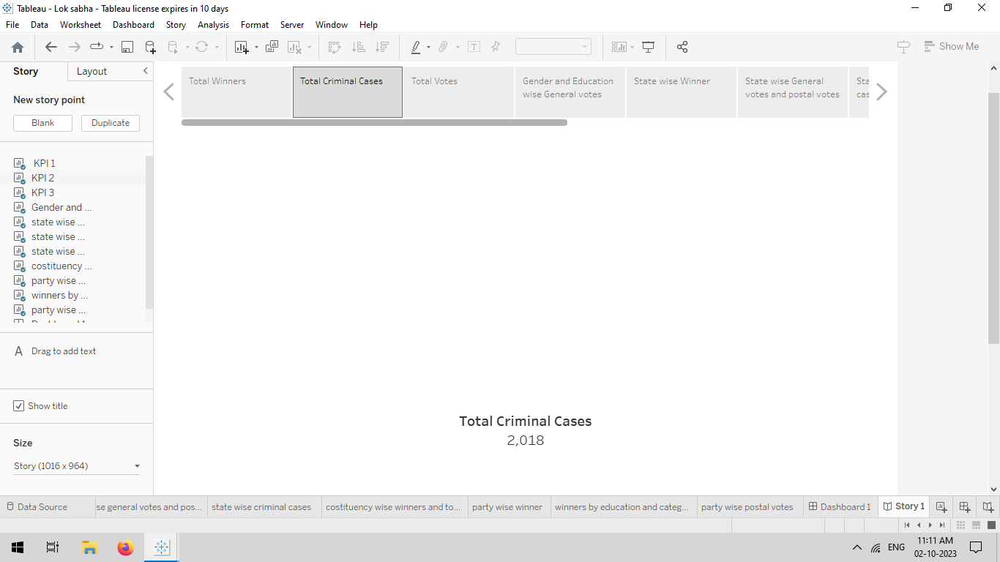 Tableau - Lok sabha - Tableau license expires in 10 days
File Data Worksheet Dashboard Story Analysis Format Server Window Help
Show Me
Story Layout
New story point
Blank Duplicate
KPI 1
KPI 2
KPI 3
Gender and ...
state wise ...
state wise ...
state wise ...
costituency ...
party wise ...
winners by ...
party wise ...
A Drag to add text
Show title
Size
Story (1016 x 964)
Total Winners
Total Criminal Cases
Total Votes
Gender and Education
wise General votes
State wise Winner
State wise General
votes and postal votes
Sta
cas
Total Criminal Cases
2,018
Data Source se general votes and pos... state wise criminal cases costituency wise winners and to... party wise winner winners by education and categ... party wise postal votes Dashboard 1 Story 1
ENG
11:11 AM
02-10-2023